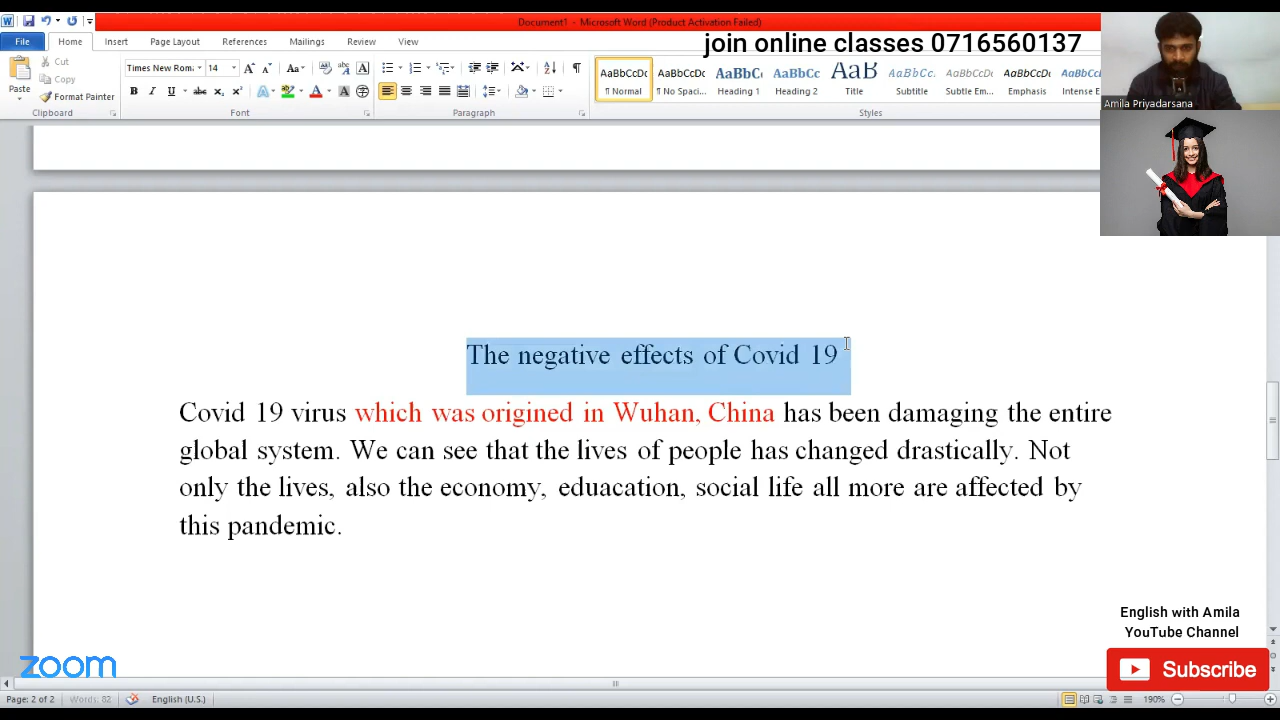 Document1 - Microsoft Word (Product Activation Failed)
File Home Insert Page Layout References Mailings Review View
join online classes 0716560137
Cut
Copy
Paste
Format Painter
Clipboard
Times New Rom 14
Font
Paragraph
AaBbCcDc AaBbCcDc AaBbC AaBbCc AaB AaBbCc. AaBbCcDc AaBbCcDc AaBbCcDc
¶ Normal ¶ No Spaci... Heading 1 Heading 2 Title Subtitle Subtle Em... Emphasis Intense E
Styles
Amila Priyadarsana
The negative effects of Covid 19
Covid 19 virus which was origined in Wuhan, China has been damaging the entire
global system. We can see that the lives of people has changed drastically. Not
only the lives, also the economy, eduacation, social life all more are affected by
this pandemic.
English with Amila
YouTube Channel
Subscribe
zoom
Page: 2 of 2 Words: 82 English (U.S.) 190%